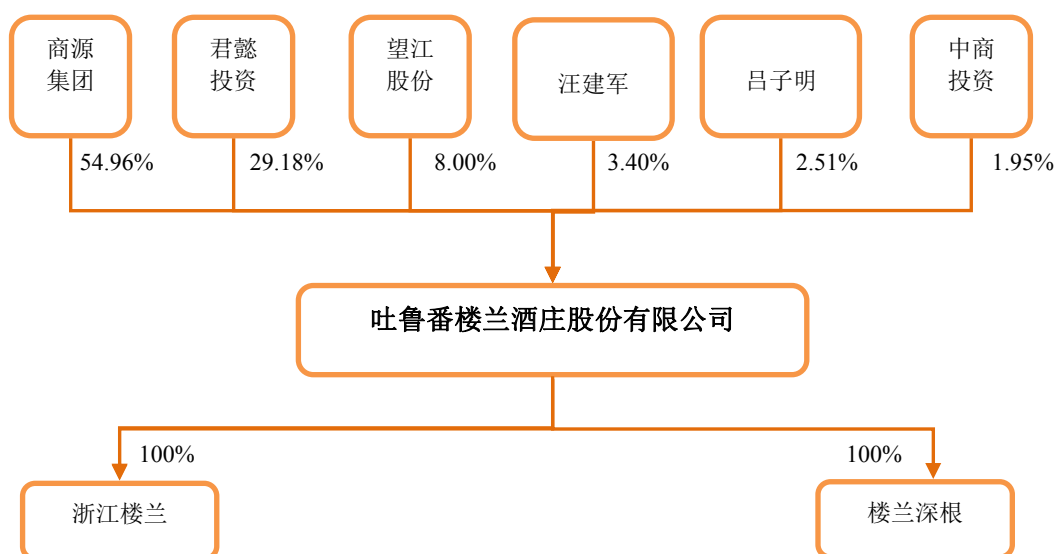 商源
集团
君懿
投资
望江
股份
汪建军
吕子明
中商
投资
54.96%
29.18%
8.00%
3.40%
2.51%
1.95%
吐鲁番楼兰酒庄股份有限公司
100%
100%
浙江楼兰
楼兰深根